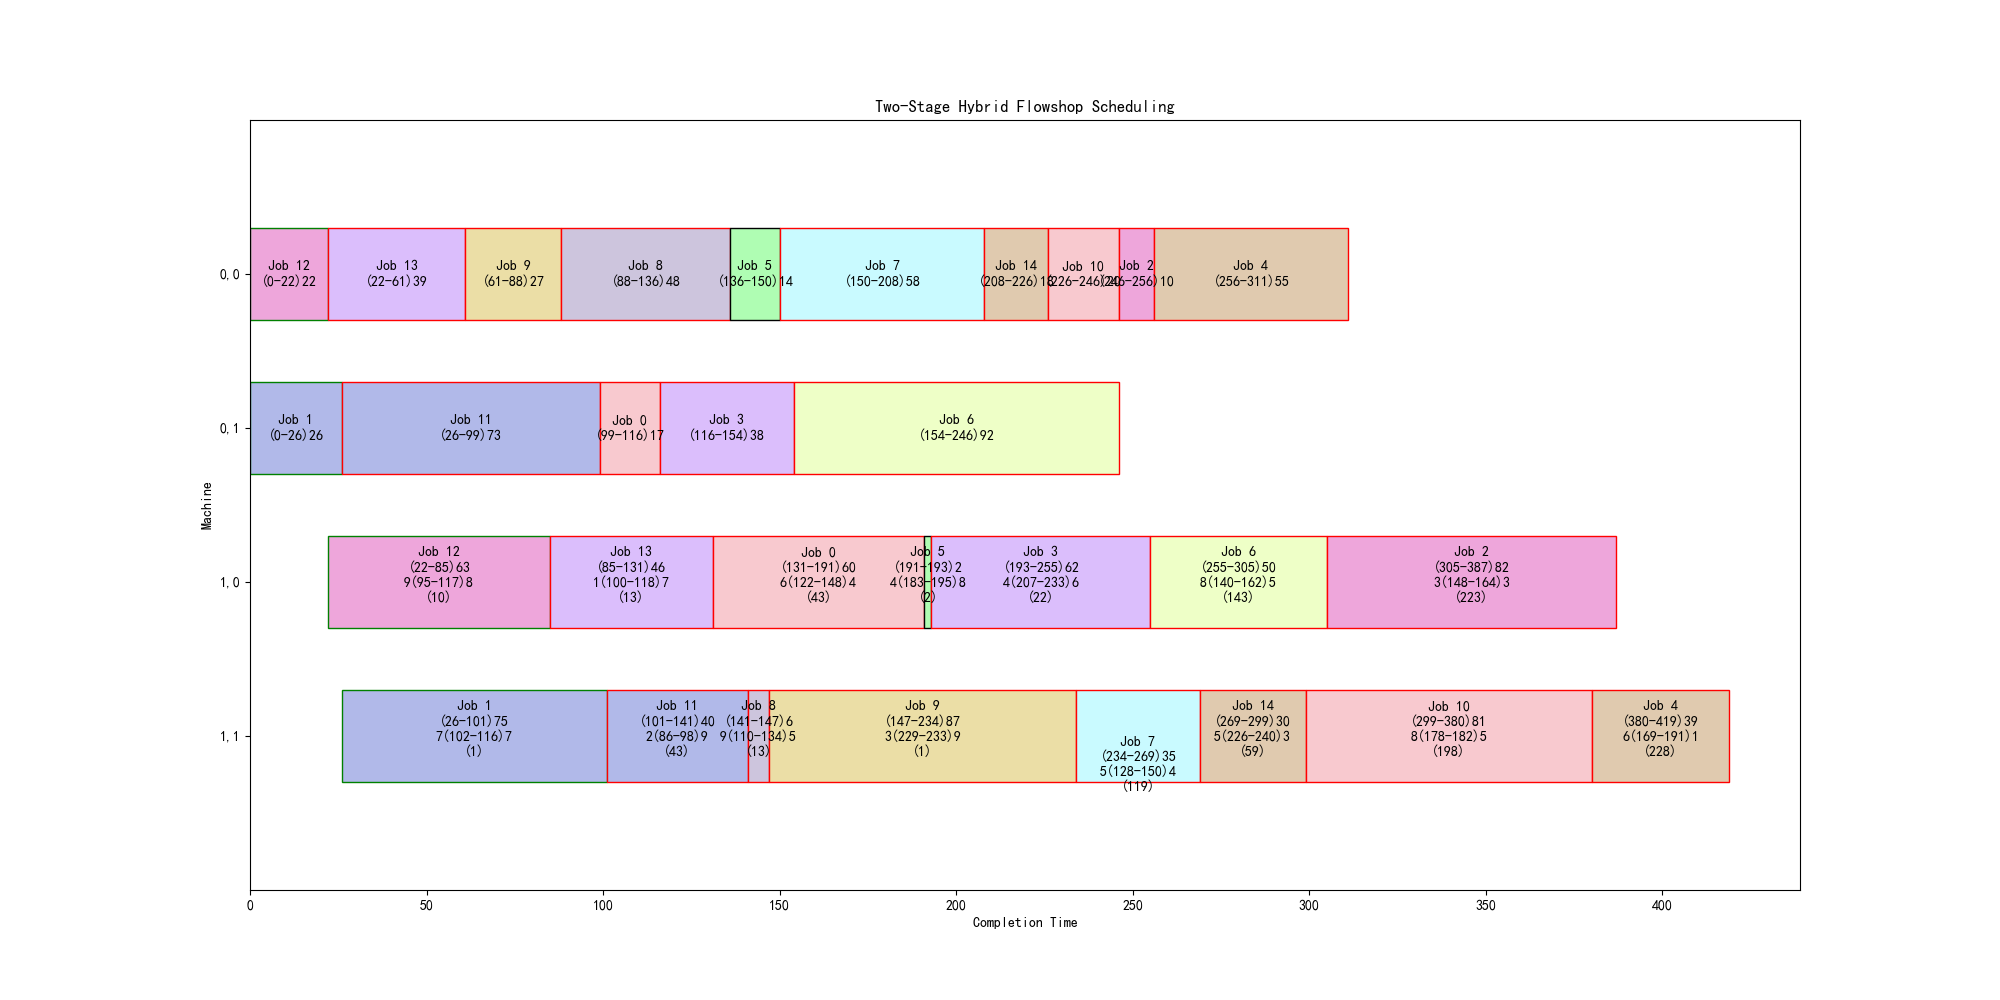 Two-Stage Hybrid Flowshop Scheduling
Machine
0,0
Job 12
(0-22)22
Job 13
(22-61)39
Job 9
(61-88)27
Job 8
(88-136)48
Job 5
(136-150)14
Job 7
(150-208)58
Job 14
(208-226)18
Job 10
(226-246)20
Job 2
(246-256)10
Job 4
(256-311)55
0,1
Job 1
(0-26)26
Job 11
(26-99)73
Job 0
(99-116)17
Job 3
(116-154)38
Job 6
(154-246)92
1,0
Job 12
(22-85)63
9(95-117)8
(10)
Job 13
(85-131)46
1(100-118)7
(13)
Job 0
(131-191)60
6(122-148)4
(43)
Job 5
(191-193)2
4(183-195)8
(2)
Job 3
(193-255)62
4(207-233)6
(22)
Job 6
(255-305)50
8(140-162)5
(143)
Job 2
(305-387)82
3(148-164)3
(223)
1,1
Job 1
(26-101)75
7(102-116)7
(1)
Job 11
(101-141)40
2(86-98)9
(43)
Job 8
(141-147)6
9(110-134)5
(13)
Job 9
(147-234)87
3(229-233)9
(1)
Job 7
(234-269)35
5(128-150)4
(119)
Job 14
(269-299)30
5(226-240)3
(59)
Job 10
(299-380)81
8(178-182)5
(198)
Job 4
(380-419)39
6(169-191)1
(228)
0
50
100
150
200
250
300
350
400
Completion Time